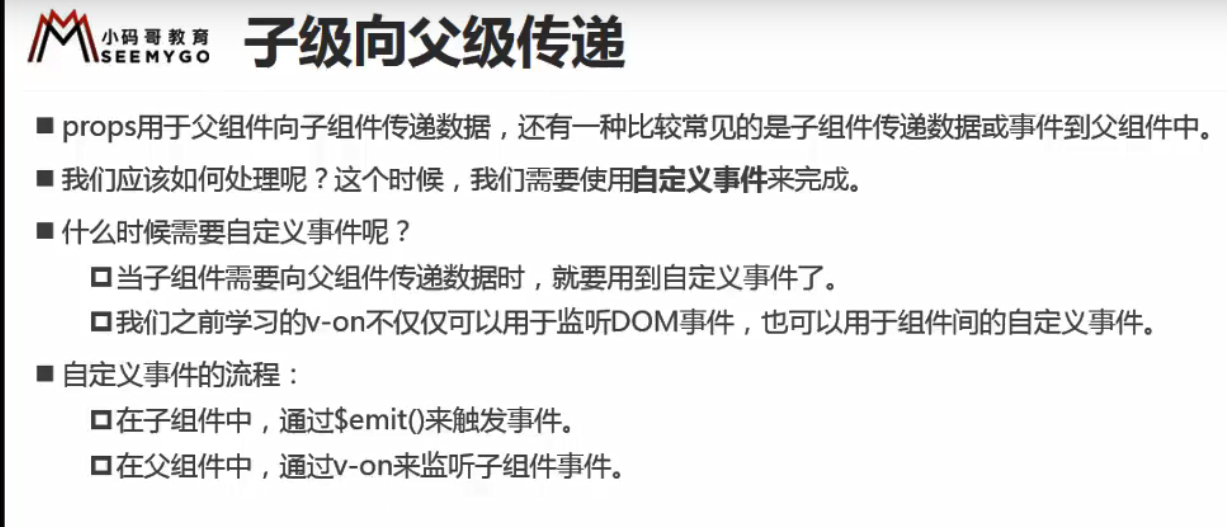 小码哥教育
SEEMYGO
子级向父级传递
props用于父组件向子组件传递数据，还有一种比较常见的是子组件传递数据或事件到父组件中。
我们应该如何处理呢？这个时候，我们需要使用自定义事件来完成。
什么时候需要自定义事件呢？
当子组件需要向父组件传递数据时，就要用到自定义事件了。
我们之前学习的v-on不仅仅可以用于监听DOM事件，也可以用于组件间的自定义事件。
自定义事件的流程：
在子组件中，通过$emit()来触发事件。
在父组件中，通过v-on来监听子组件事件。